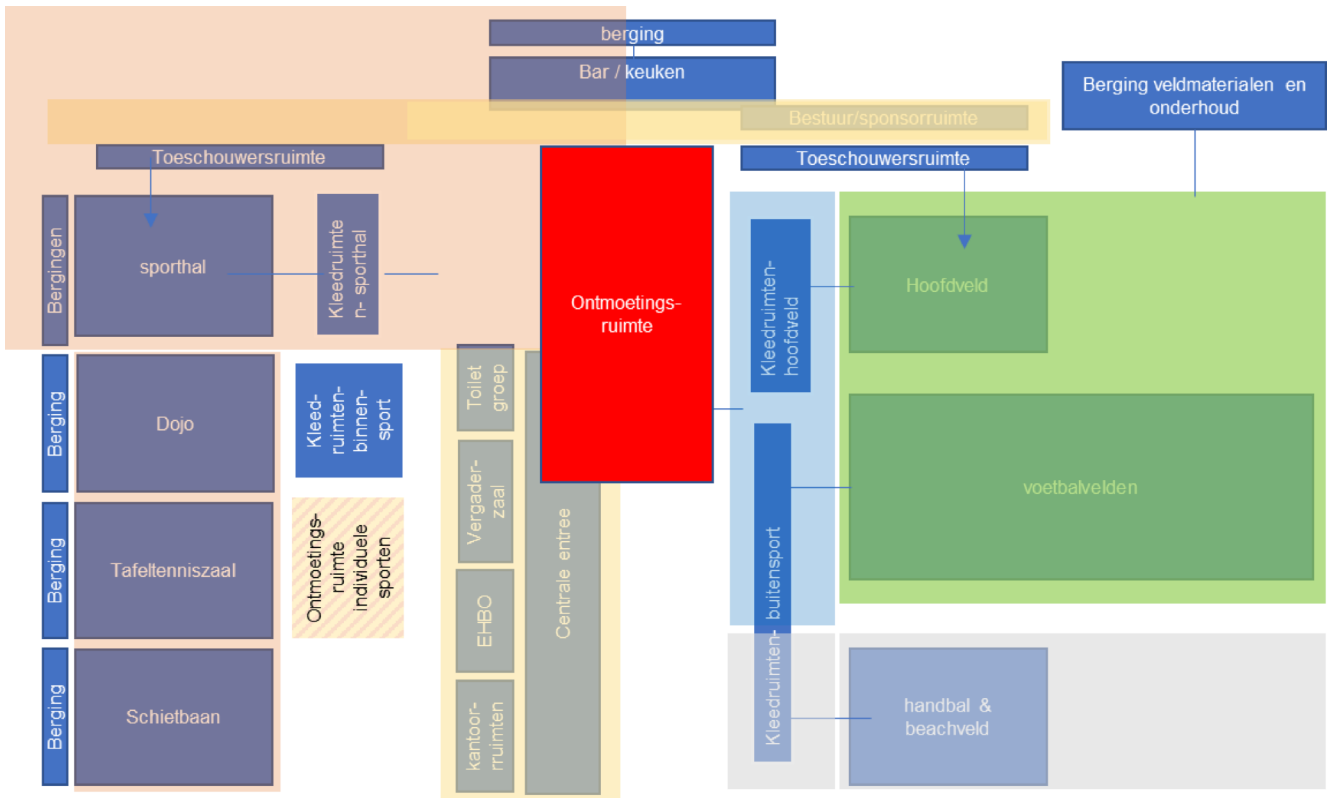 berging
Bar / keuken
Berging veldmaterialen en
onderhoud
Bestuur/sponsorruimte
Toeschouwersruimte
Toeschouwersruimte
Bergingen
sporthal
Kleedruimte
n- sporthal
Ontmoetings-
ruimte
Kleedruimten-
hoofdveld
Hoofdveld
Berging
Dojo
Kleed-
ruimten-
binnen-
sport
Toilet
groep
Vergader-
zaal
Centrale entree
voetbalvelden
Berging
Tafeltenniszaal
Ontmoetings-
ruimte
individuele
sporten
EHBO
Kleedruimten- buitensport
Berging
Schietbaan
kantoor-
rruimten
handbal &
beachveld